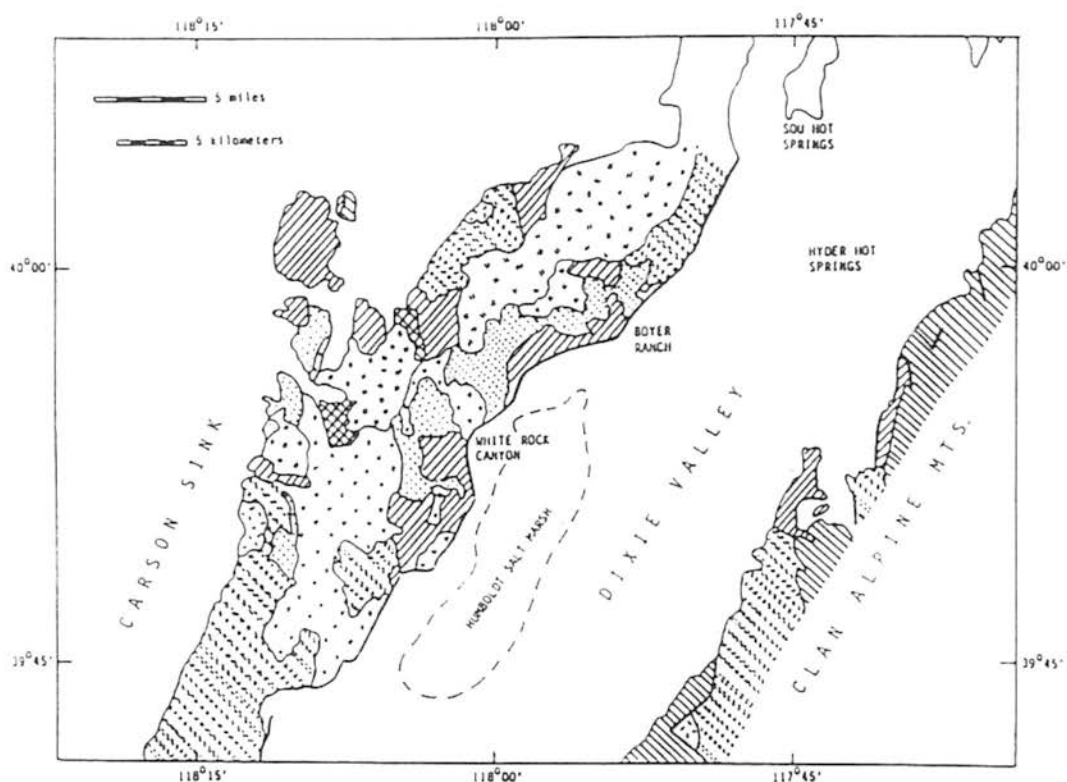 118°15'
118°00'
117°45'
5 miles
5 kilometers
SOU HOT
SPRINGS
40°00'
HYDER HOT
SPRINGS
40°00'
BOYER
RANCH
WHITE ROCK
CANYON
CARSON SINK
HUMBOLDT SALT MARSH
DIXIE VALLEY
CLAN ALPINE MTS.
39°45'
39°45'
118°15'
118°00'
117°45'